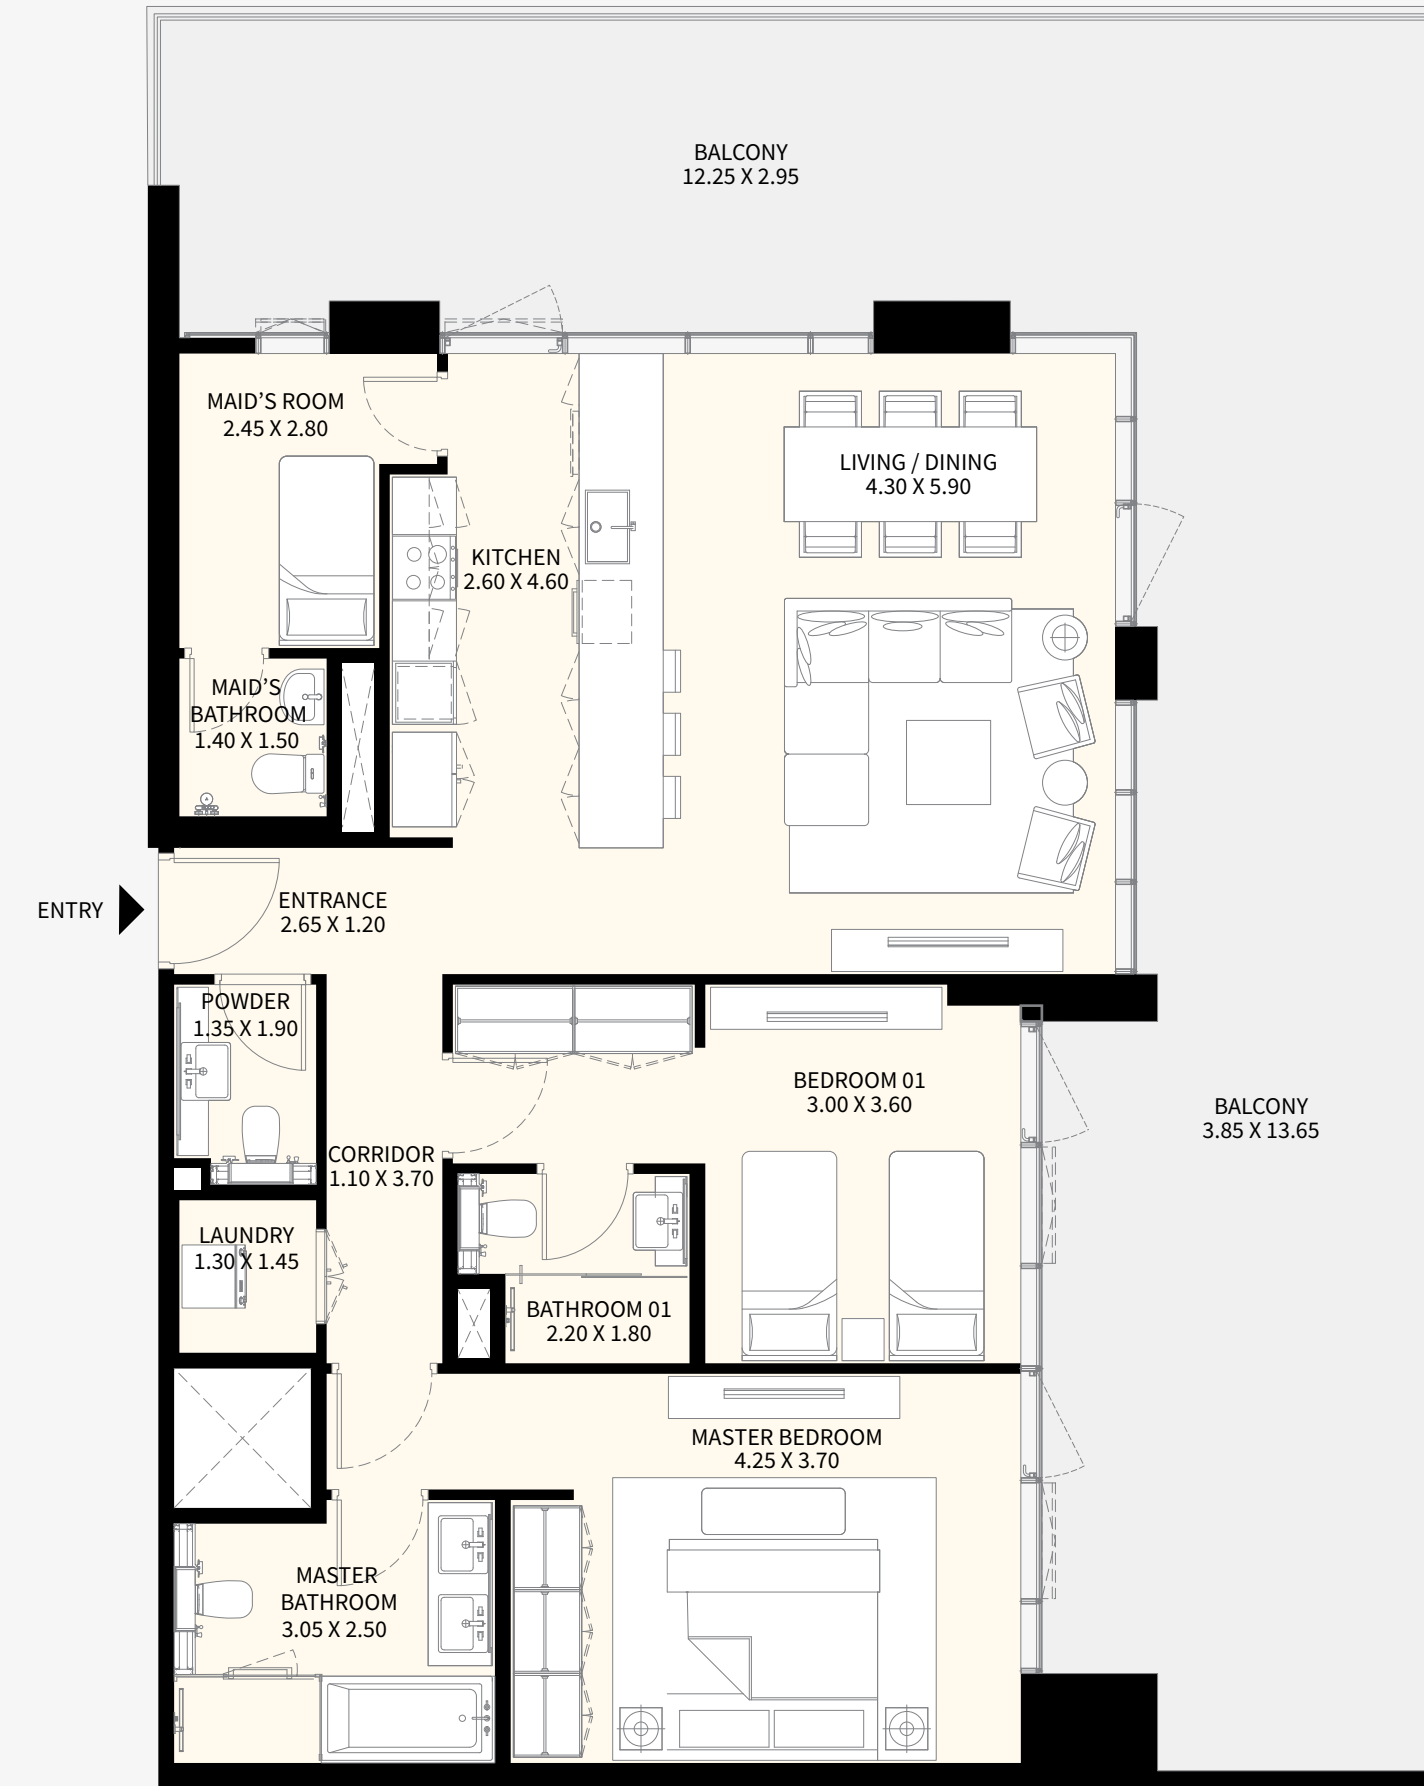 BALCONY
12.25 X 2.95
MAID’S ROOM
2.45 X 2.80
LIVING / DINING
4.30 X 5.90
KITCHEN
2.60 X 4.60
MAID’S
BATHROOM
1.40 X 1.50
ENTRY
ENTRANCE
2.65 X 1.20
POWDER
1.35 X 1.90
BEDROOM 01
3.00 X 3.60
BALCONY
3.85 X 13.65
CORRIDOR
1.10 X 3.70
LAUNDRY
1.30 X 1.45
BATHROOM 01
2.20 X 1.80
MASTER BEDROOM
4.25 X 3.70
MASTER
BATHROOM
3.05 X 2.50